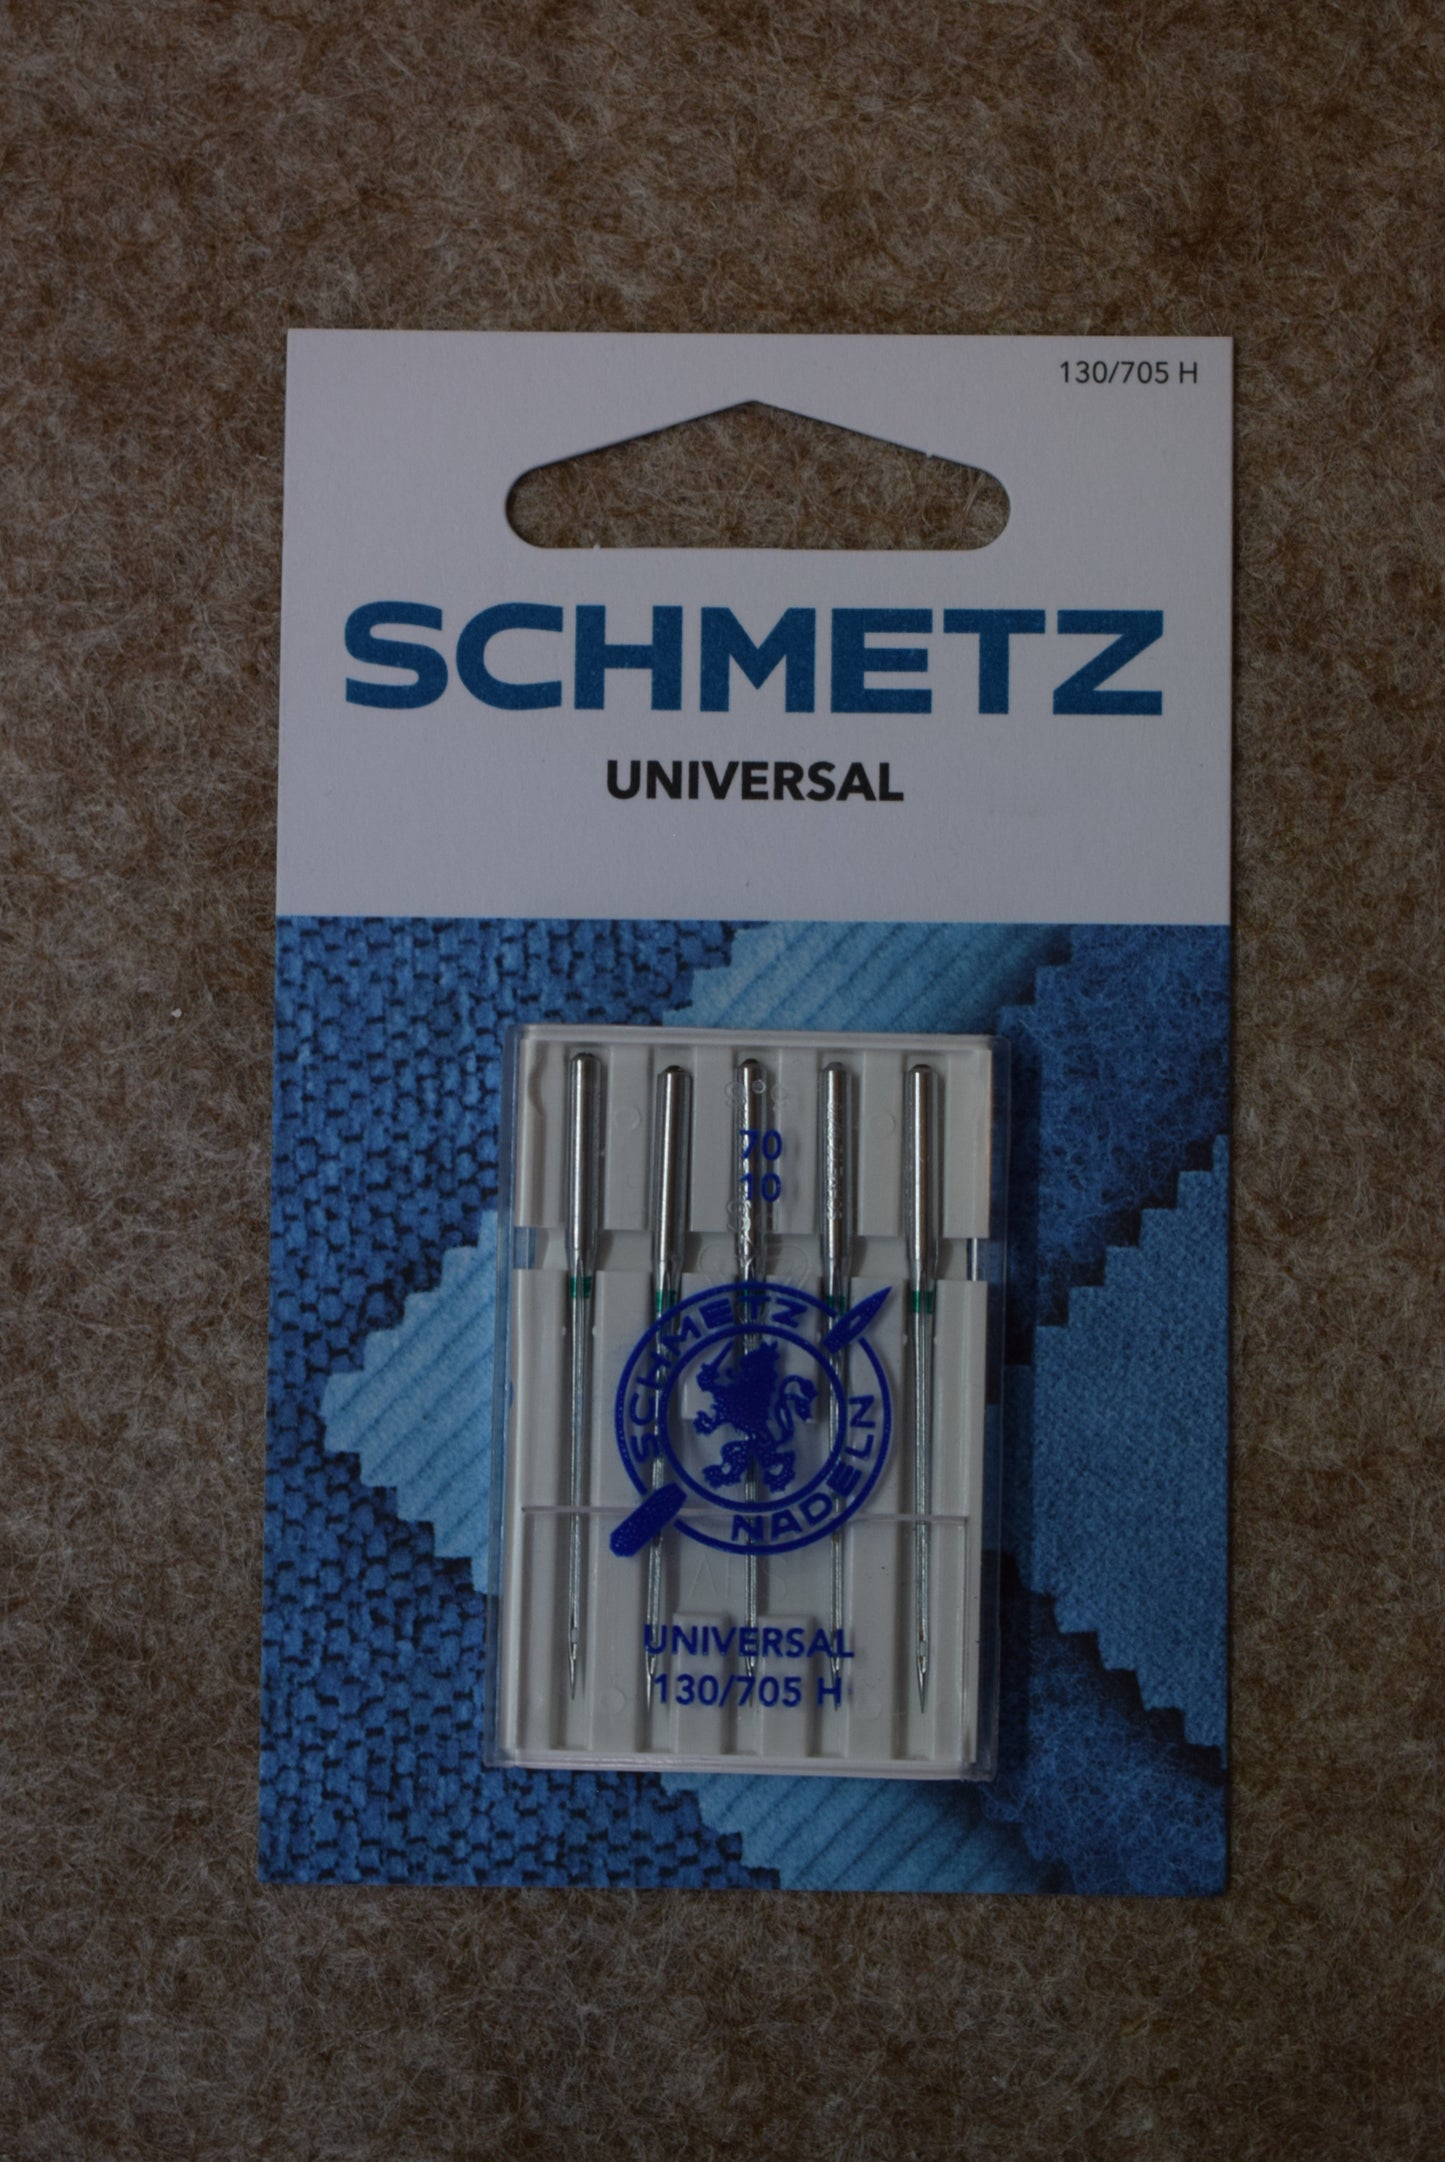 130/705 H
SCHMETZ
UNIVERSAL
70
10
SCHMETZ
NADELN
UNIVERSAL
130/705 H